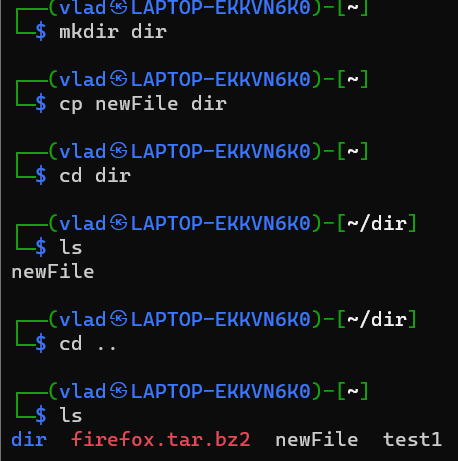 ┌──(vlad㉿LAPTOP-EKKVN6K0)-[~]
└─$ mkdir dir
┌──(vlad㉿LAPTOP-EKKVN6K0)-[~]
└─$ cp newFile dir
┌──(vlad㉿LAPTOP-EKKVN6K0)-[~]
└─$ cd dir
┌──(vlad㉿LAPTOP-EKKVN6K0)-[~/dir]
└─$ ls
newFile
┌──(vlad㉿LAPTOP-EKKVN6K0)-[~/dir]
└─$ cd ..
┌──(vlad㉿LAPTOP-EKKVN6K0)-[~]
└─$ ls
dir  firefox.tar.bz2  newFile  test1